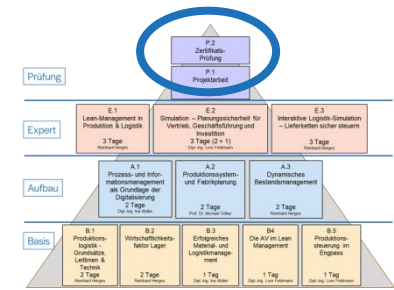 P.2
Zertifikats-
Prüfung
P.1
Projektarbeit
Prüfung
E.1
Lean-Management in
Produktion & Logistik
3 Tage
Reinhard Herges
E.2
Simulation – Planungssicherheit für
Vertrieb, Geschäftsführung und
Investition
3 Tage (2 + 1)
Dipl.-Ing. Lore Feldmann
E.3
Interaktive Logistik-Simulation
– Lieferketten sicher steuern
3 Tage
Reinhard Herges
Expert
A.1
Prozess- und Infor-
mationsmanagement
als Grundlage der
Digitalisierung
2 Tage
Dipl.-Ing. Ina Müller
A.2
Produktionssystem-
und Fabrikplanung
2 Tage
Prof. Dr. Michael Völker
A.3
Dynamisches
Bestandsmanagement
2 Tage
Reinhard Herges
Aufbau
B.1
Produktions-
logistik -
Grundsätze,
Leitlinien &
Technik
2 Tage
Reinhard Herges
B.2
Wirtschaftlichkeits-
faktor Lager
2 Tage
Reinhard Herges
B.3
Erfolgreiches
Material- und
Logistikmanage-
ment
1 Tag
Dipl.-Ing. Ina Müller
B4
Die AV im Lean
Management
1 Tag
Dipl.-Ing. Lore Feldmann
B.5
Produktions-
steuerung im
Engpass
1 Tag
Dipl.-Ing. Lore Feldmann
Basis